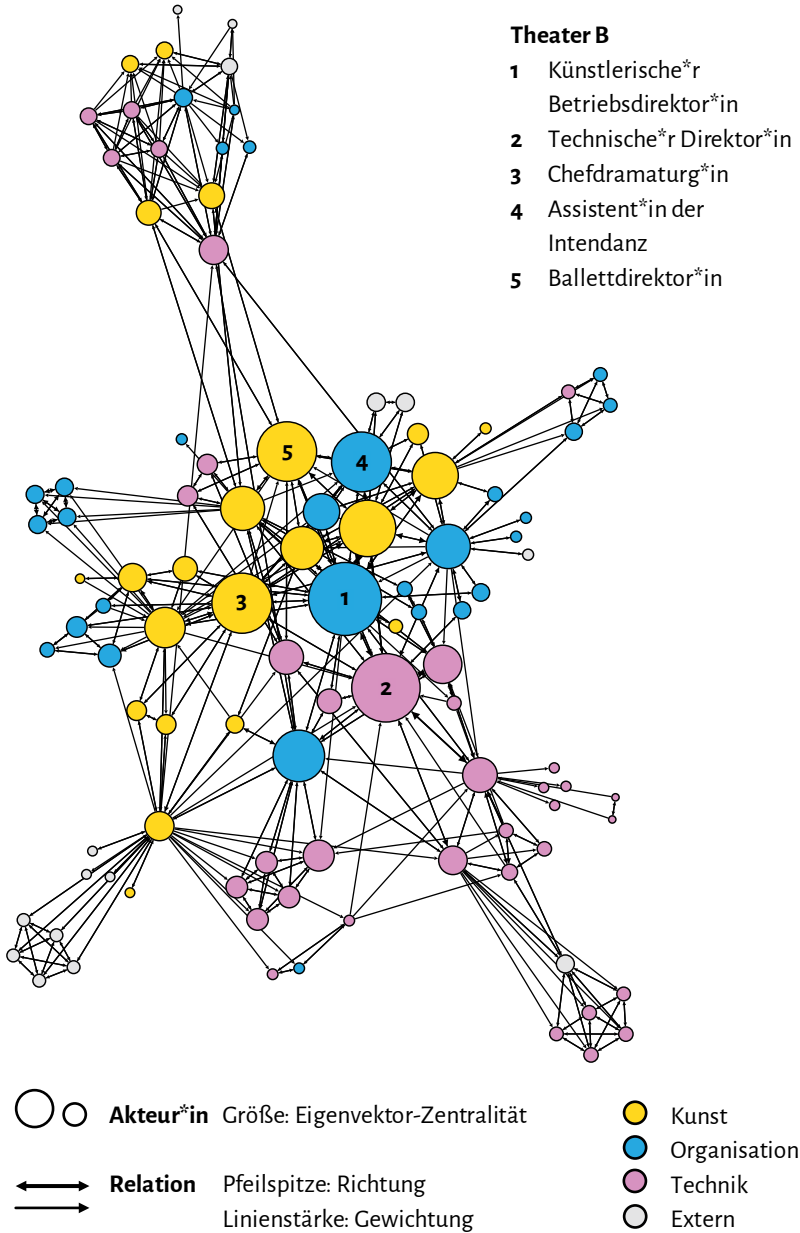 Theater B
1 Künstlerische*r
Betriebsdirektor*in
2 Technische*r Direktor*in
3 Chefdramaturg*in
4 Assistent*in der
Intendanz
5 Ballettdirektor*in
5
4
3
1
2
Akteur*in Größe: Eigenvektor-Zentralität
Relation Pfeilspitze: Richtung
Linienstärke: Gewichtung
Kunst
Organisation
Technik
Extern